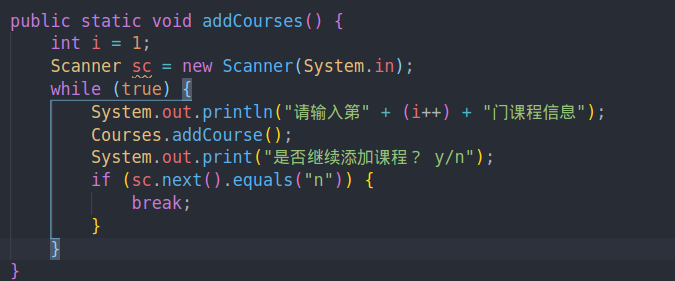 public static void addCourses() {
int i = 1;
Scanner sc = new Scanner(System.in);
while (true) {
System.out.println("请输入第" + (i++) + "门课程信息");
Courses.addCourse();
System.out.print("是否继续添加课程？ y/n");
if (sc.next().equals("n")) {
break;
}
}
}